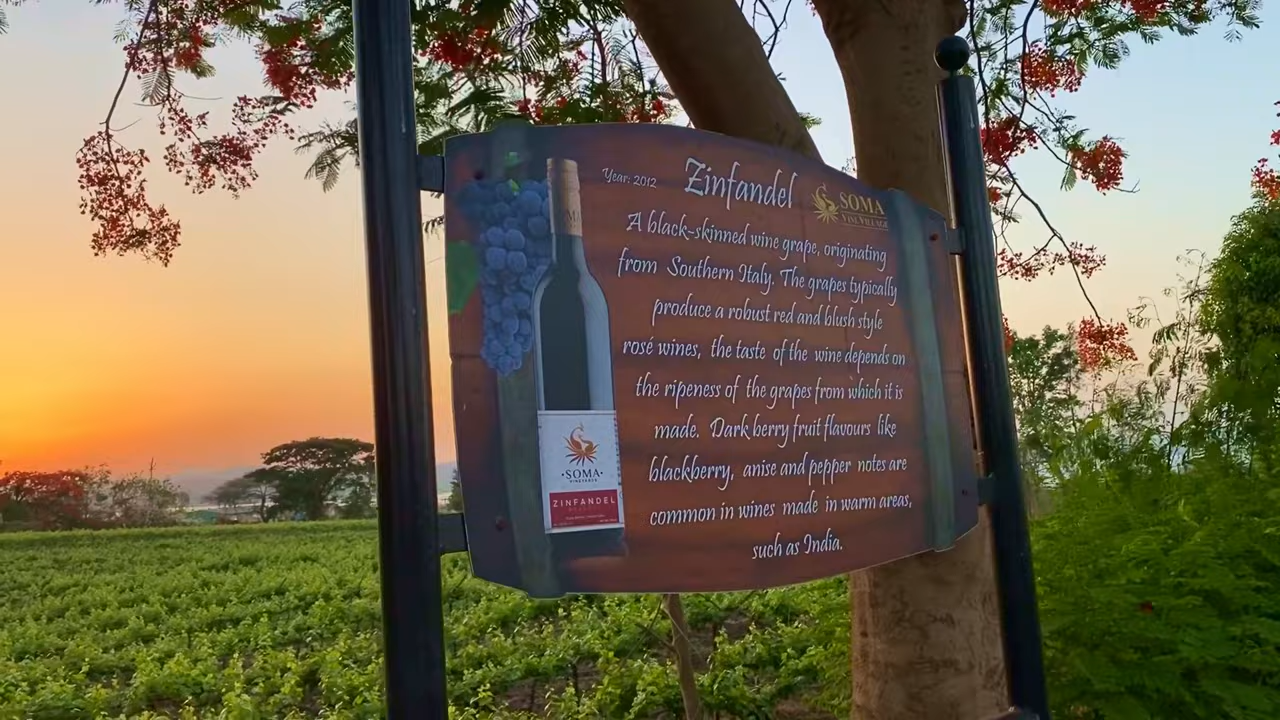 Year: 2012
Zinfandel
SOMA
VINE VILLAGE
A black-skinned wine grape, originating
from Southern Italy. The grapes typically
produce a robust red and blush style
rosé wines, the taste of the wine depends on
the ripeness of the grapes from which it is
made. Dark berry fruit flavours like
blackberry, anise and pepper notes are
common in wines made in warm areas,
such as India.
SOMA
VINEYARDS
ZINFANDEL